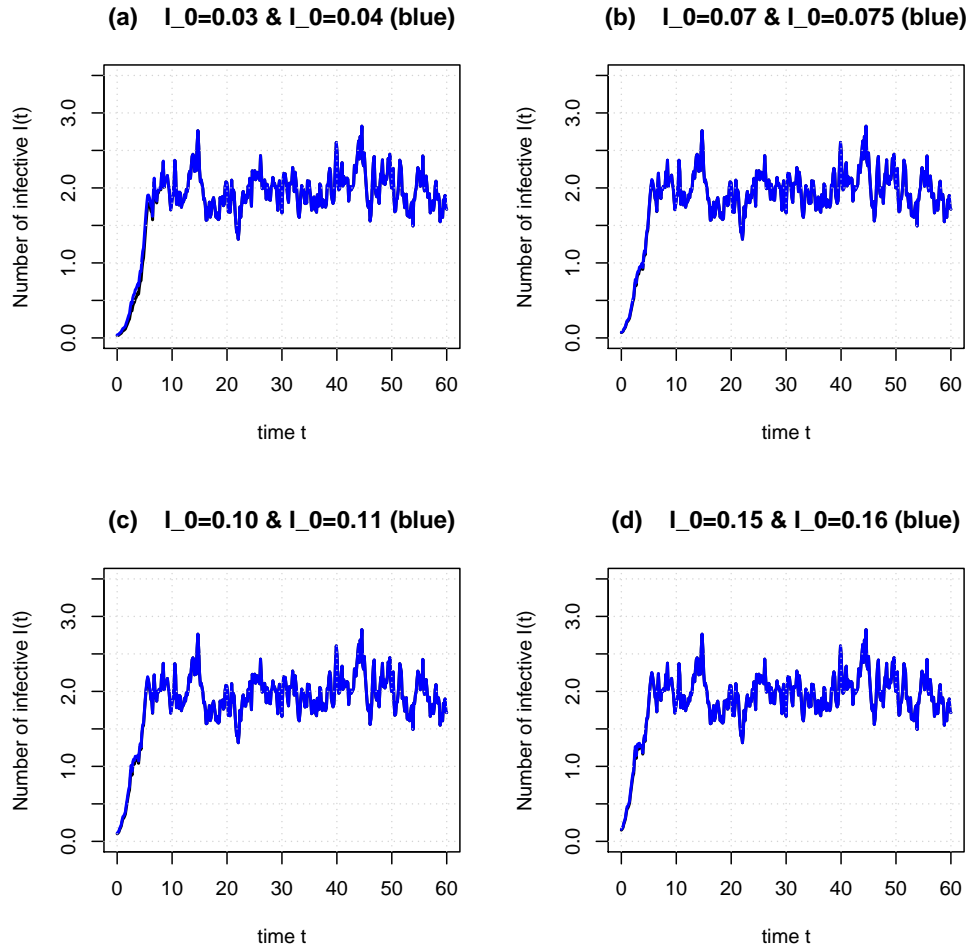 (a) I_0=0.03 & I_0=0.04 (blue)
Number of infective I(t)
3.0
2.0
1.0
0.0
0 10 20 30 40 50 60
time t
(b) I_0=0.07 & I_0=0.075 (blue)
Number of infective I(t)
3.0
2.0
1.0
0.0
0 10 20 30 40 50 60
time t
(c) I_0=0.10 & I_0=0.11 (blue)
Number of infective I(t)
3.0
2.0
1.0
0.0
0 10 20 30 40 50 60
time t
(d) I_0=0.15 & I_0=0.16 (blue)
Number of infective I(t)
3.0
2.0
1.0
0.0
0 10 20 30 40 50 60
time t